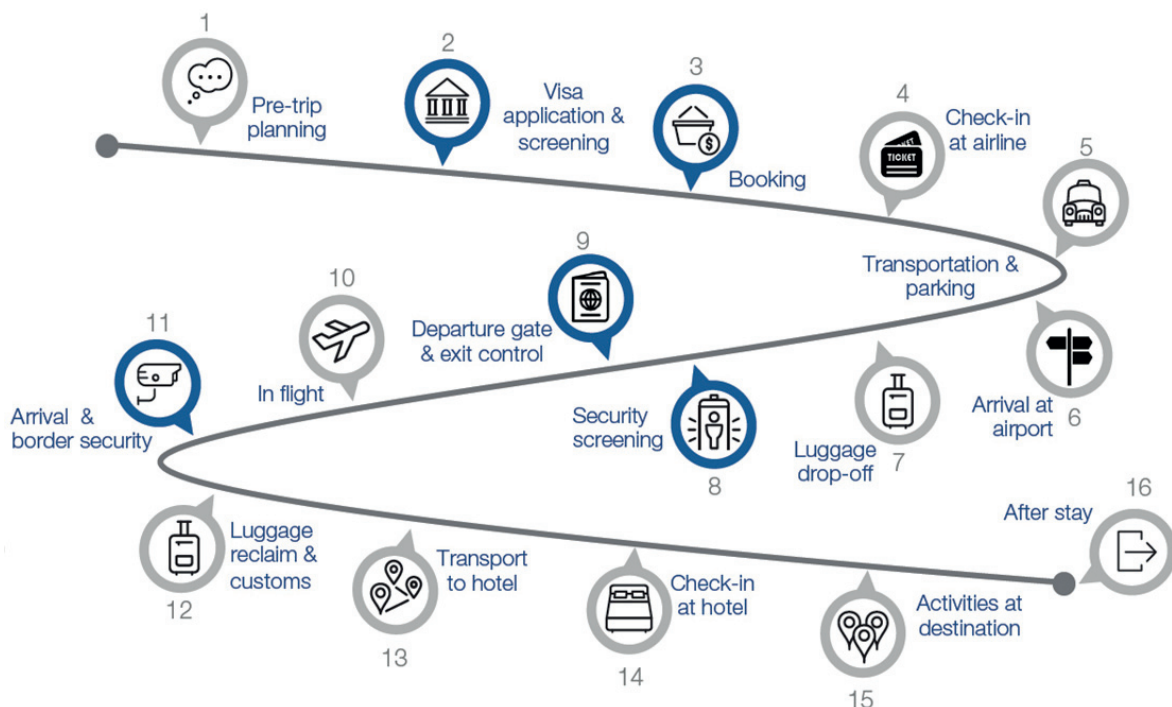 1
Pre-trip
planning
2
Visa
application &
screening
3
Booking
4
Check-in
at airline
TICKET
TICKET
5
Transportation &
parking
6
Arrival at
airport
7
Luggage
drop-off
8
Security
screening
9
Departure gate
& exit control
10
In flight
11
Arrival &
border security
12
Luggage
reclaim &
customs
13
Transport
to hotel
14
Check-in
at hotel
15
Activities at
destination
16
After stay